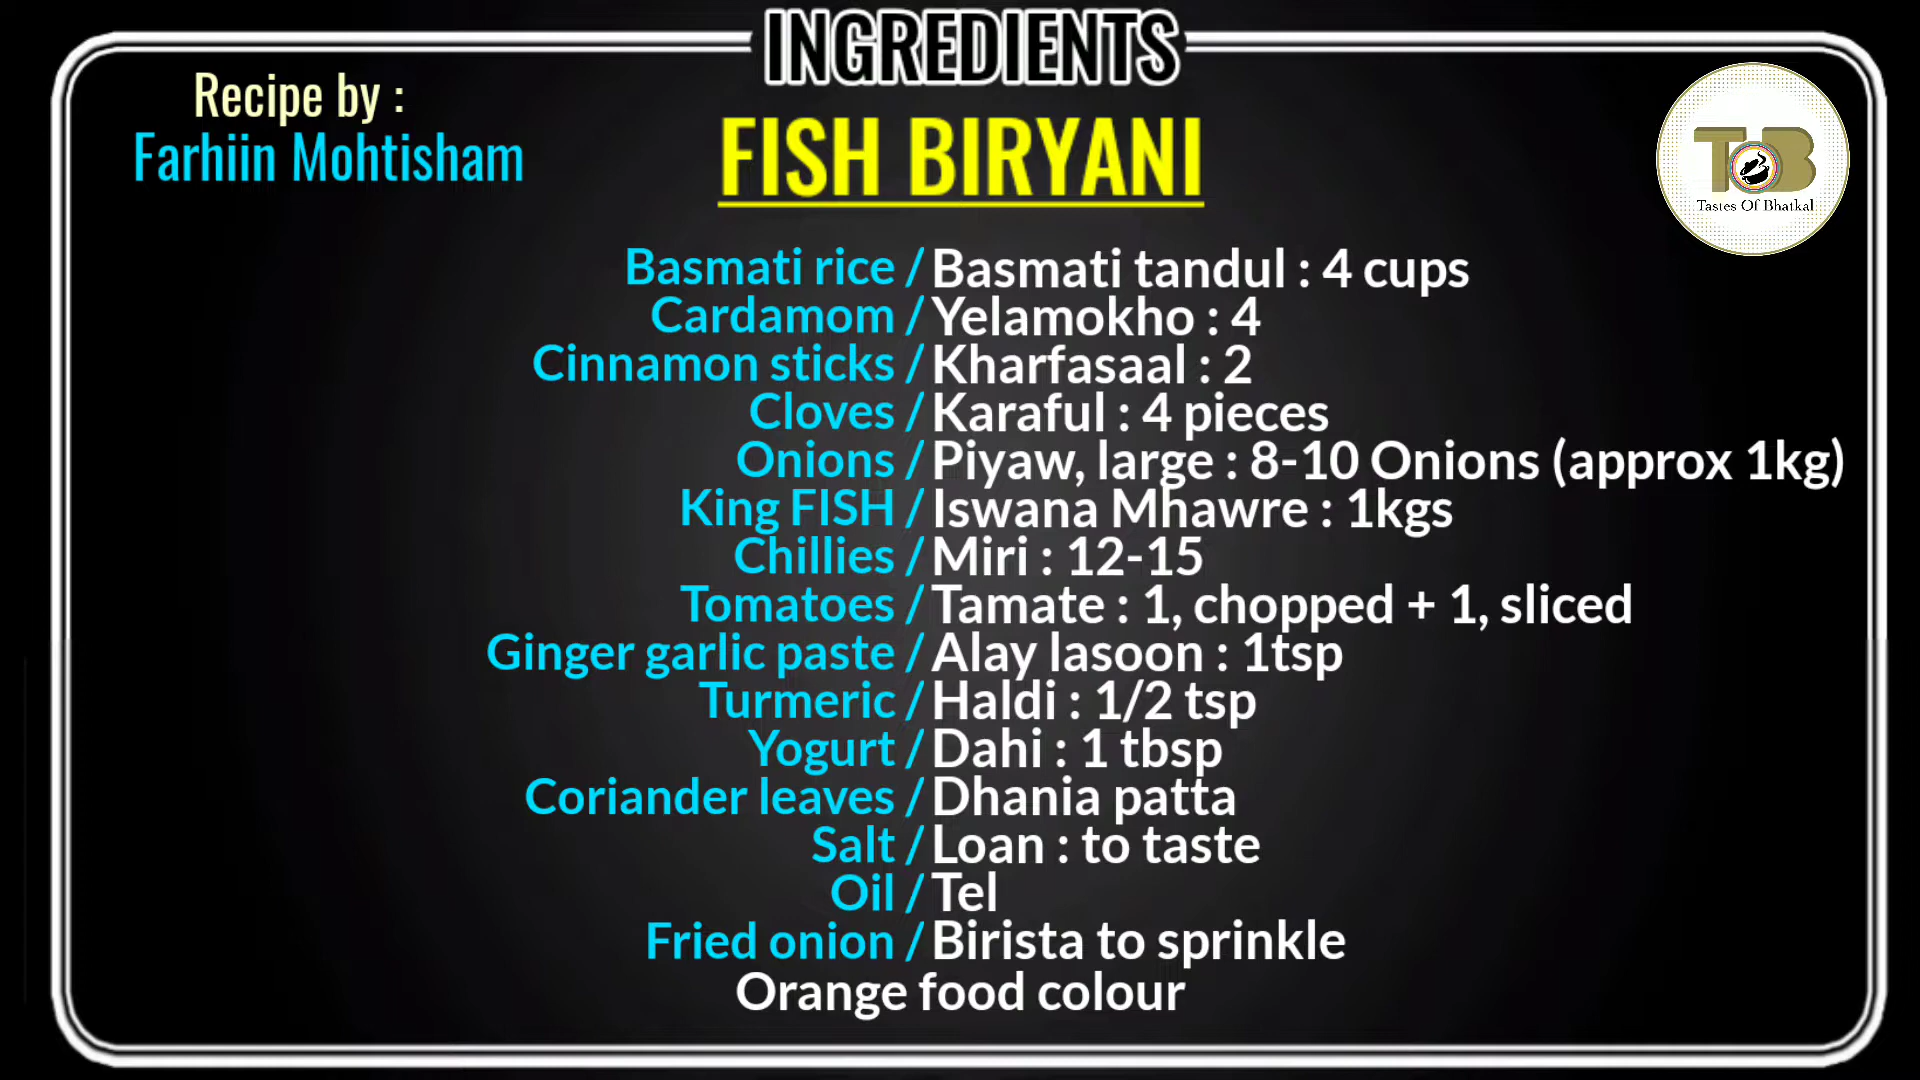 INGREDIENTS
Recipe by :
Farhiin Mohtisham
FISH BIRYANI
TOB
Tastes Of Bhatkal
Basmati rice / Basmati tandul : 4 cups
Cardamom / Yelamokho : 4
Cinnamon sticks / Kharfasaal : 2
Cloves / Karaful : 4 pieces
Onions / Piyaw, large : 8-10 Onions (approx 1kg)
King FISH / Iswana Mhawre : 1kgs
Chillies / Miri : 12-15
Tomatoes / Tamate : 1, chopped + 1, sliced
Ginger garlic paste / Alay lasoon : 1tsp
Turmeric / Haldi : 1/2 tsp
Yogurt / Dahi : 1 tbsp
Coriander leaves / Dhania patta
Salt / Loan : to taste
Oil / Tel
Fried onion / Birista to sprinkle
Orange food colour